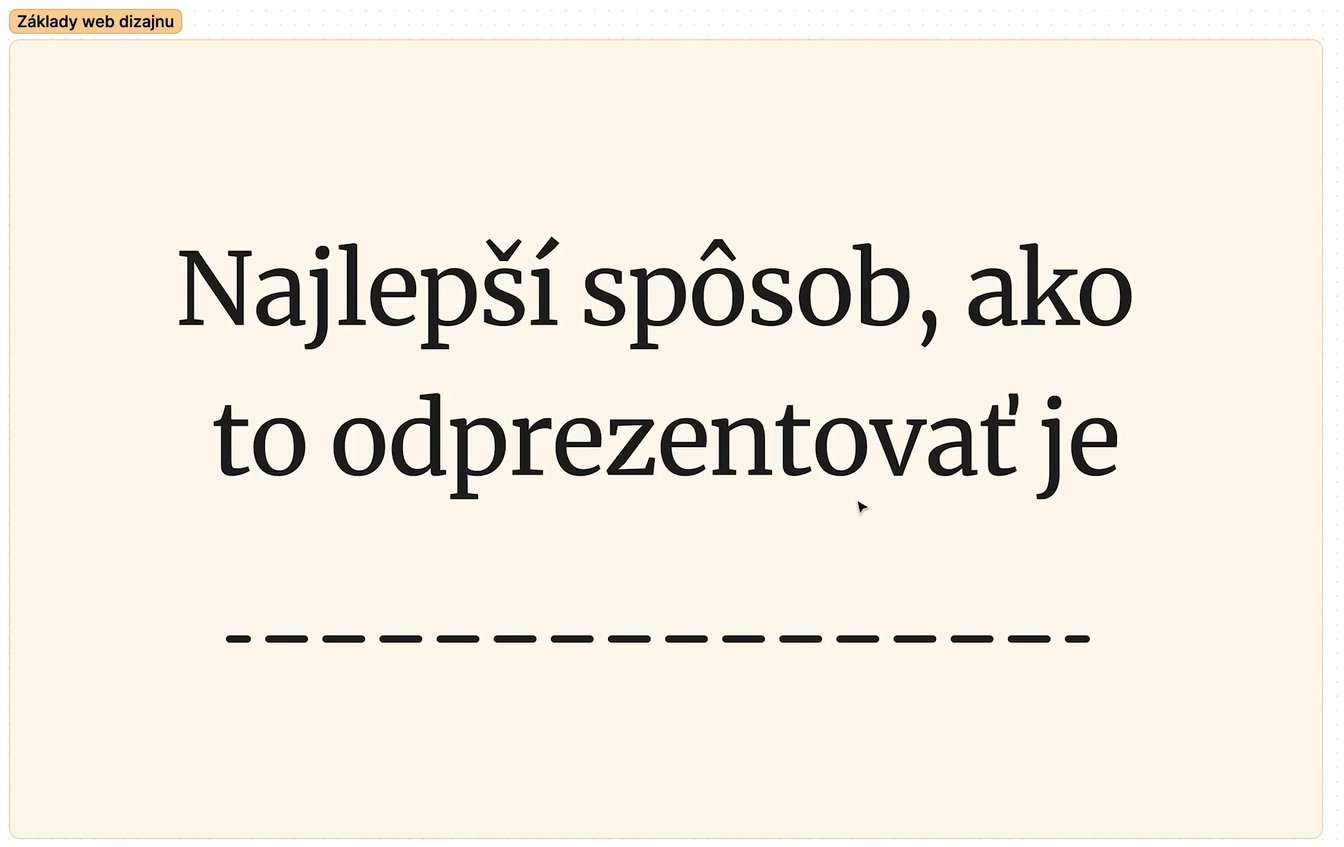 Základy web dizajnu
Najlepší spôsob, ako
to odprezentovať je